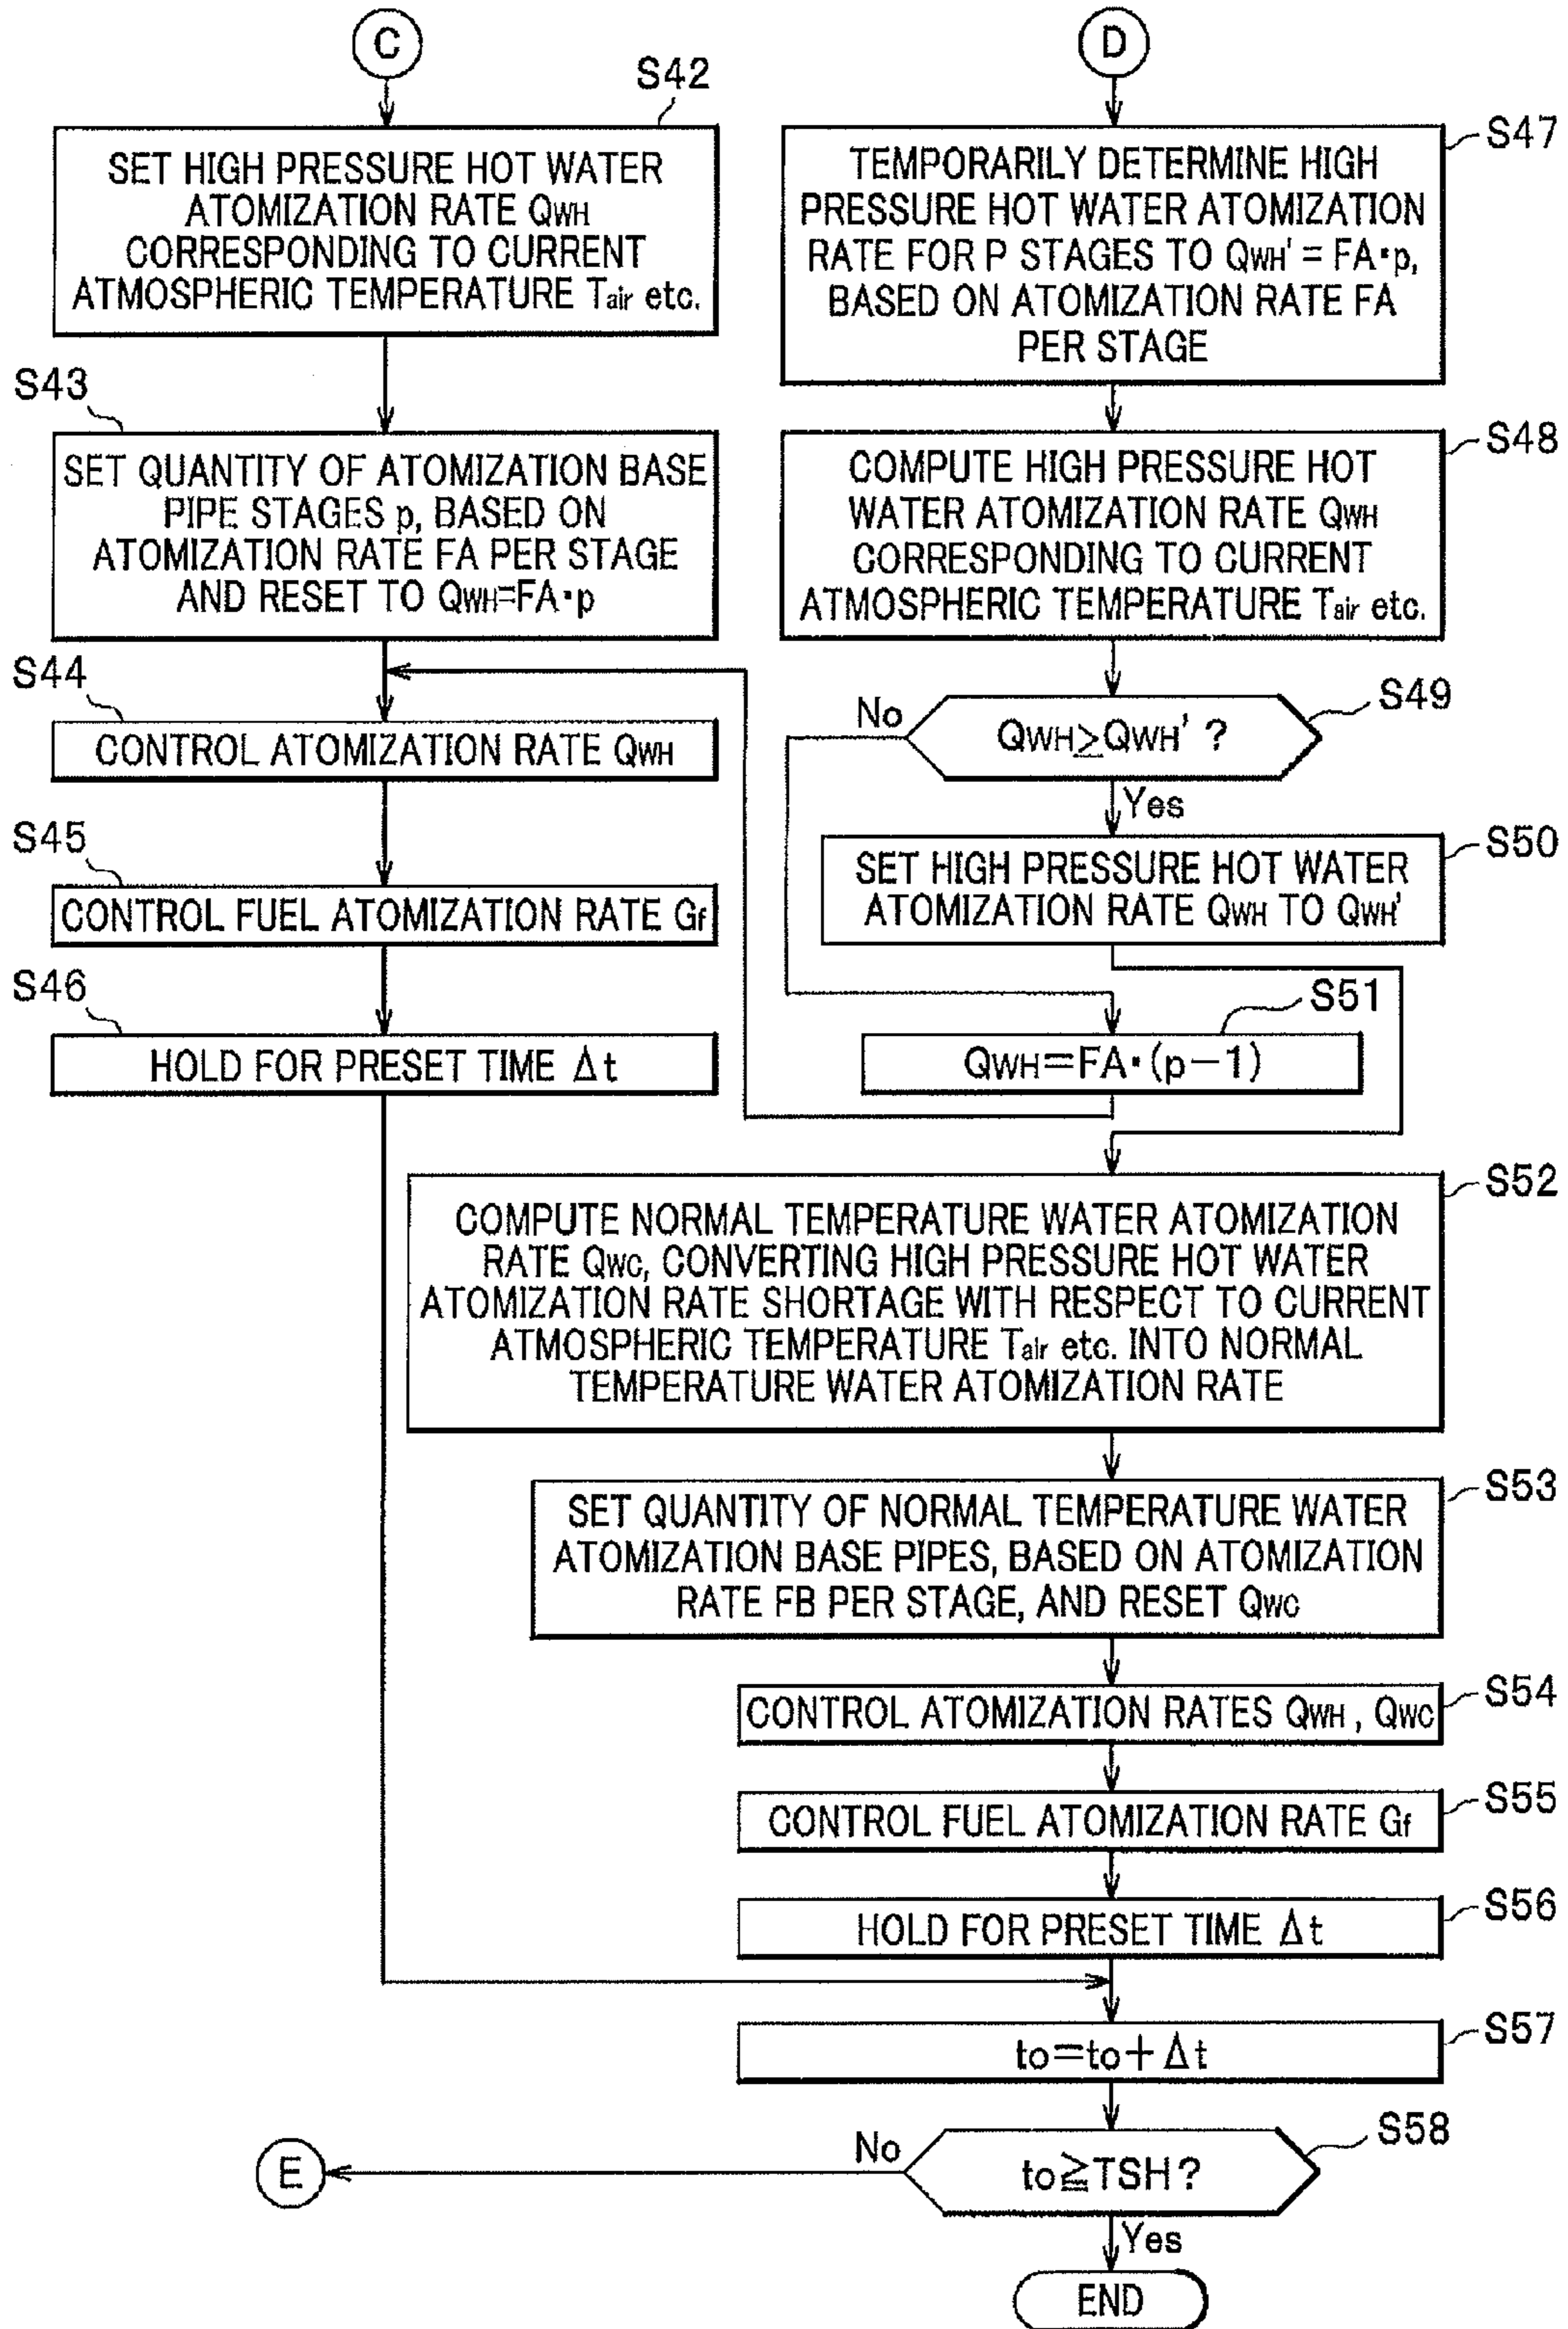 C
S42
SET HIGH PRESSURE HOT WATER
ATOMIZATION RATE QWH
CORRESPONDING TO CURRENT
ATMOSPHERIC TEMPERATURE Tair etc.
S43
SET QUANTITY OF ATOMIZATION BASE
PIPE STAGES p, BASED ON
ATOMIZATION RATE FA PER STAGE
AND RESET TO QWH=FA·p
S44
CONTROL ATOMIZATION RATE QWH
S45
CONTROL FUEL ATOMIZATION RATE Gf
S46
HOLD FOR PRESET TIME Δt
D
S47
TEMPORARILY DETERMINE HIGH
PRESSURE HOT WATER ATOMIZATION
RATE FOR P STAGES TO QWH' = FA·p,
BASED ON ATOMIZATION RATE FA
PER STAGE
S48
COMPUTE HIGH PRESSURE HOT
WATER ATOMIZATION RATE QWH
CORRESPONDING TO CURRENT
ATMOSPHERIC TEMPERATURE Tair etc.
S49
No
QWH≧QWH' ?
Yes
S50
SET HIGH PRESSURE HOT WATER
ATOMIZATION RATE QWH TO QWH'
S51
QWH=FA·(p-1)
S52
COMPUTE NORMAL TEMPERATURE WATER ATOMIZATION
RATE QWC, CONVERTING HIGH PRESSURE HOT WATER
ATOMIZATION RATE SHORTAGE WITH RESPECT TO CURRENT
ATMOSPHERIC TEMPERATURE Tair etc. INTO NORMAL
TEMPERATURE WATER ATOMIZATION RATE
S53
SET QUANTITY OF NORMAL TEMPERATURE WATER
ATOMIZATION BASE PIPES, BASED ON ATOMIZATION
RATE FB PER STAGE, AND RESET QWC
S54
CONTROL ATOMIZATION RATES QWH , QWC
S55
CONTROL FUEL ATOMIZATION RATE Gf
S56
HOLD FOR PRESET TIME Δt
S57
to=to+Δt
S58
No
to≧TSH?
E
Yes
END